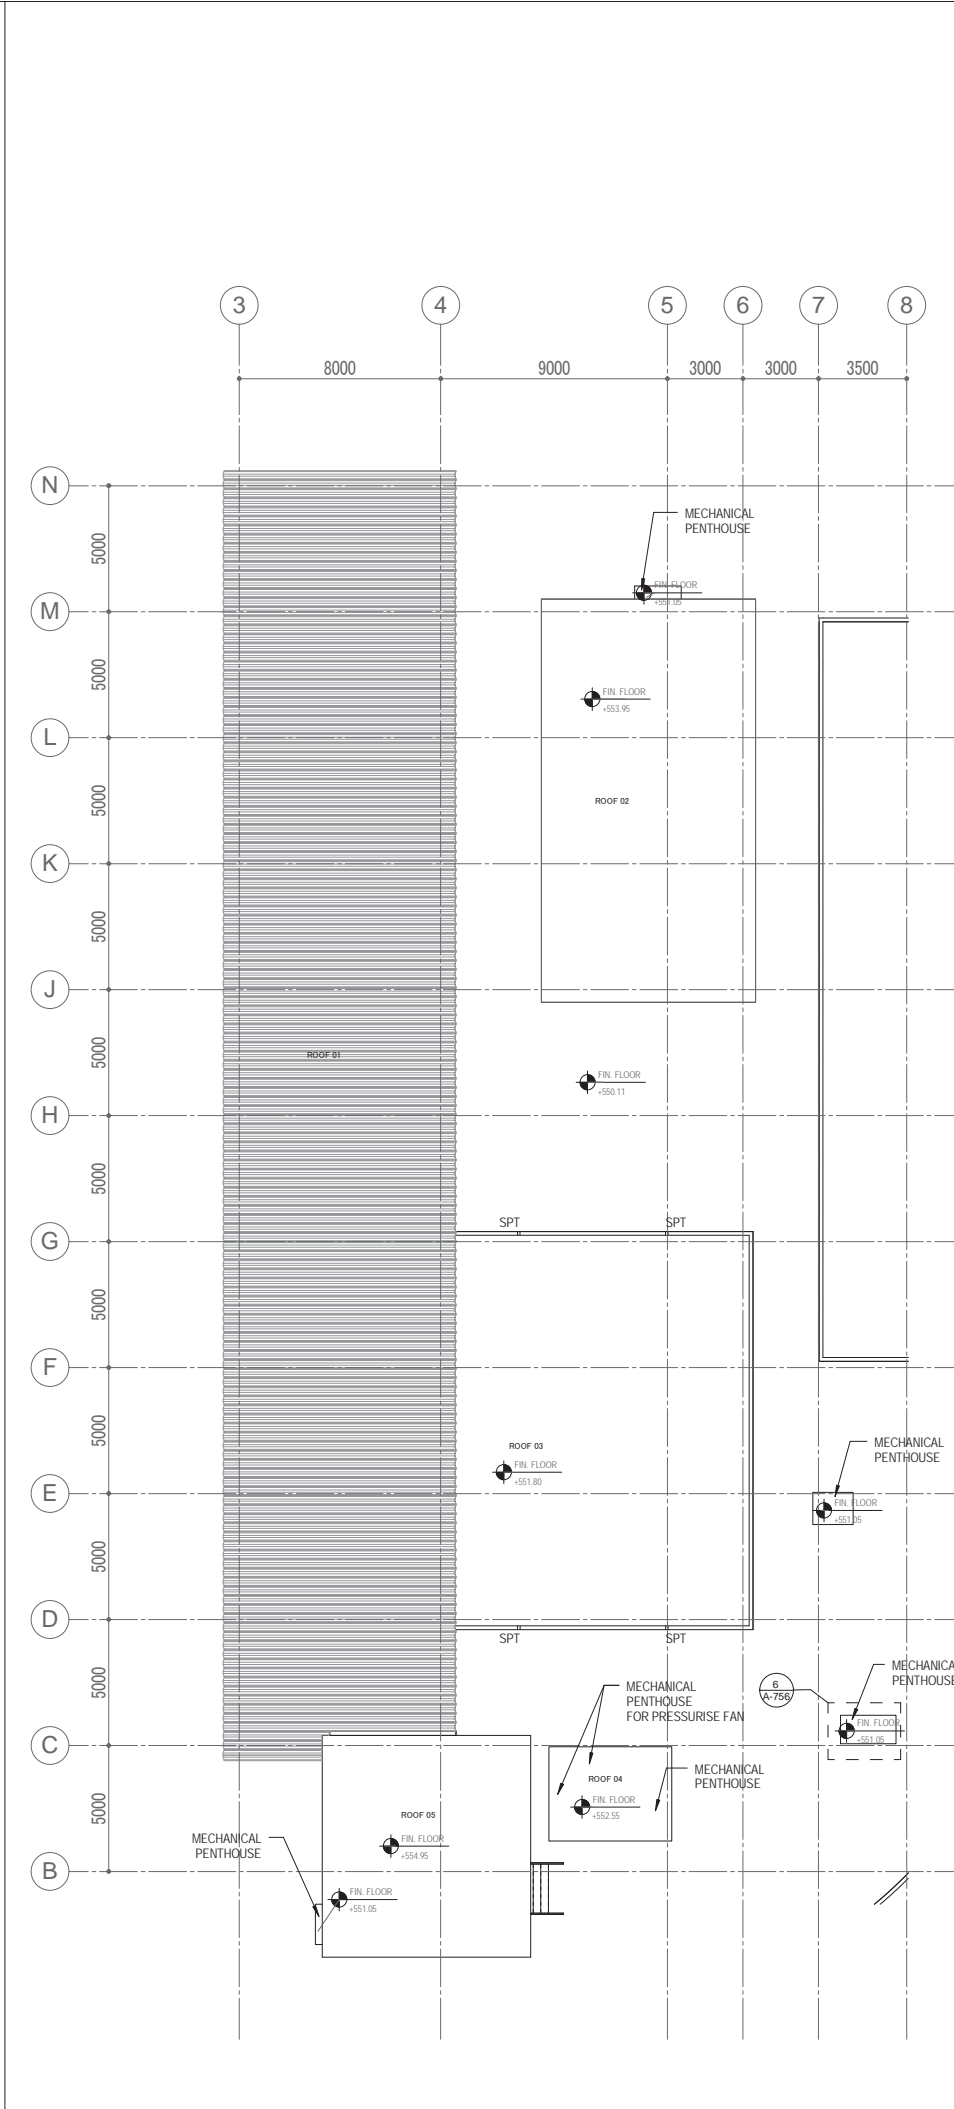 3
4
5
6
7
8
8000
9000
3000
3000
3500
N
5000
MECHANICAL
PENTHOUSE
FIN. FLOOR
+551.05
M
5000
FIN. FLOOR
+553.95
L
5000
ROOF 02
K
5000
J
5000
ROOF 01
FIN. FLOOR
+550.11
H
5000
SPT
SPT
G
5000
F
5000
ROOF 03
FIN. FLOOR
+551.80
MECHANICAL
PENTHOUSE
FIN. FLOOR
+551.05
E
5000
D
SPT
SPT
5000
MECHANICAL
PENTHOUSE
FOR PRESSURISE FAN
6
A-756
MECHANICA
PENTHOUSE
FIN. FLOOR
+551.05
C
5000
MECHANICAL
PENTHOUSE
ROOF 04
FIN. FLOOR
+552.55
ROOF 05
FIN. FLOOR
+554.95
MECHANICAL
PENTHOUSE
B
FIN. FLOOR
+551.05